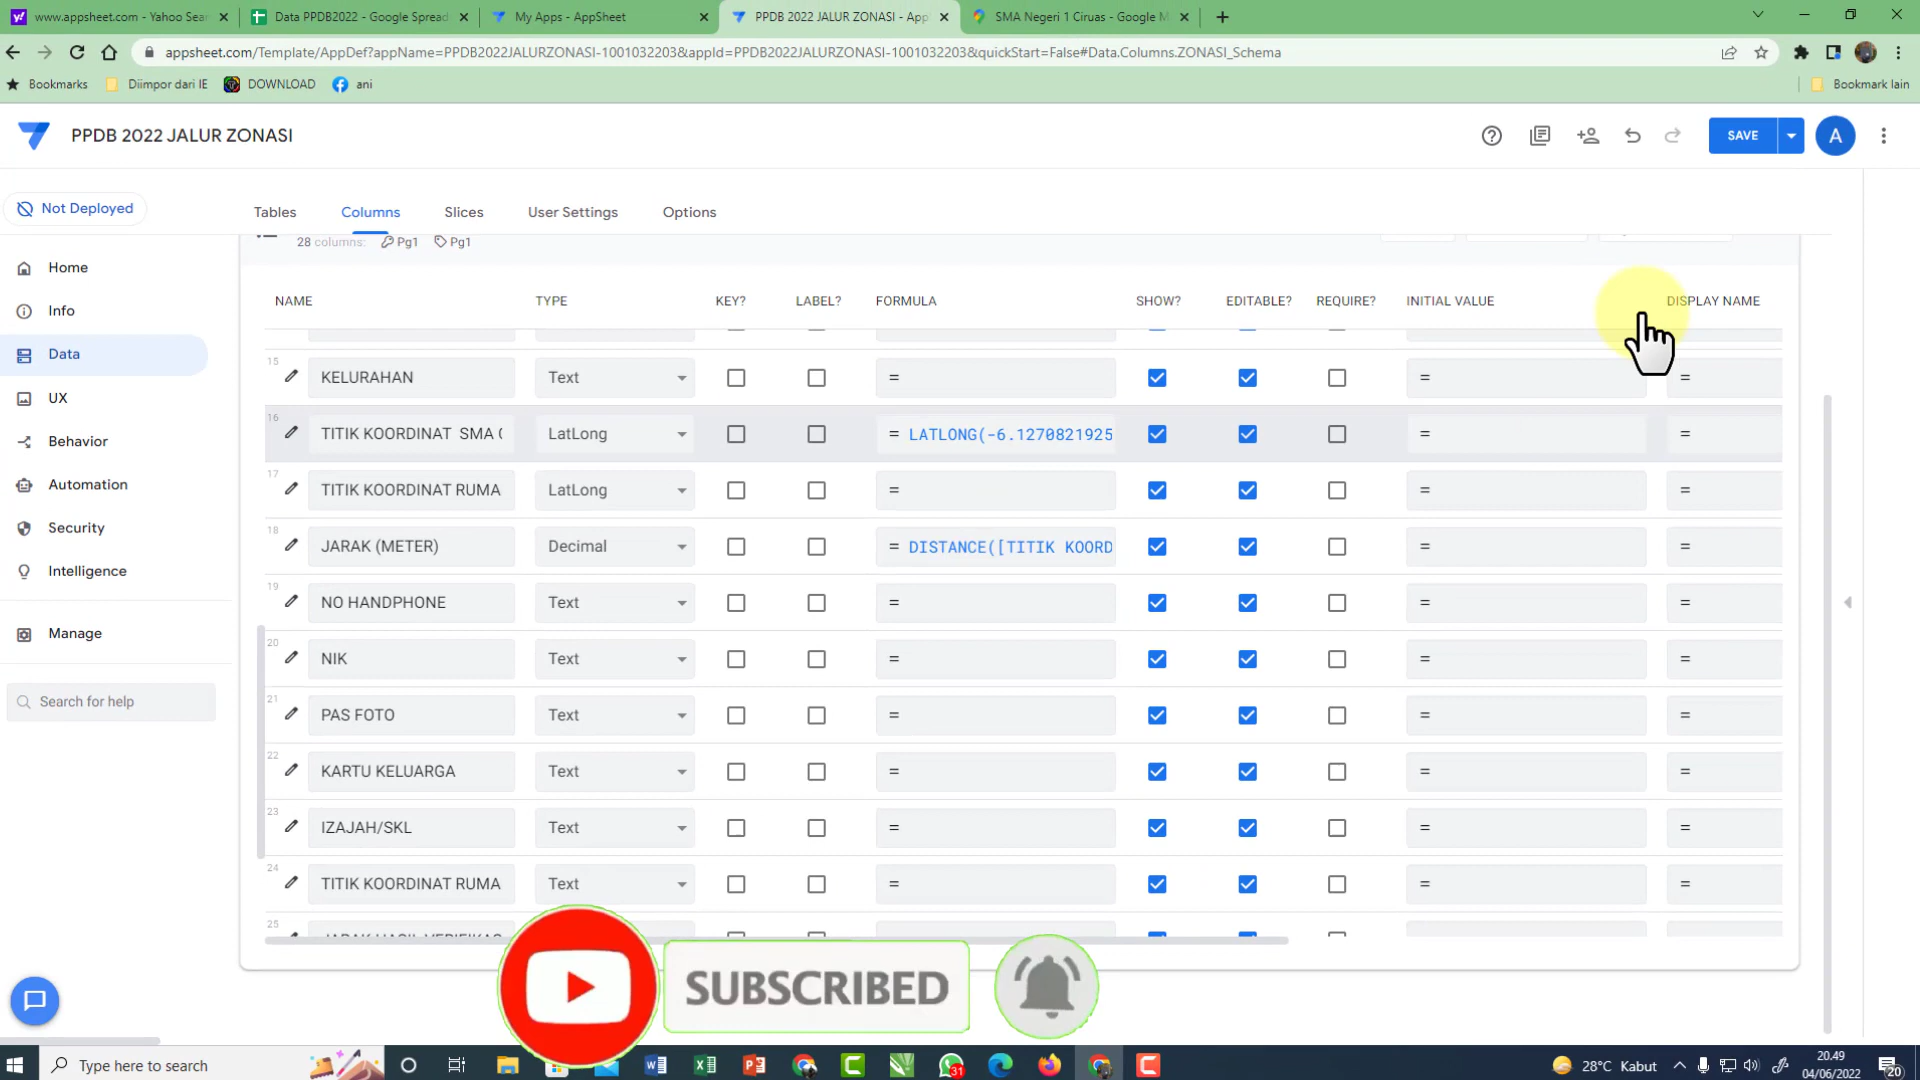 www.appsheet.com - Yahoo Sear
Data PPDB2022 - Google Spread
My Apps - AppSheet
PPDB 2022 JALUR ZONASI - App
SMA Negeri 1 Ciruas - Google M
appsheet.com/Template/AppDef?appName=PPDB2022JALURZONASI-1001032203&appId=PPDB2022JALURZONASI-1001032203&quickStart=False#Data.Columns.ZONASI_Schema
Bookmarks
Diimpor dari IE
DOWNLOAD
ani
Bookmark lain
PPDB 2022 JALUR ZONASI
SAVE
A
Not Deployed
Tables
Columns
Slices
User Settings
Options
28 columns: Pg1 Pg1
Home
Info
Data
UX
Behavior
Automation
Security
Intelligence
Manage
Search for help
NAME TYPE KEY? LABEL? FORMULA SHOW? EDITABLE? REQUIRE? INITIAL VALUE DISPLAY NAME
15 KELURAHAN Text = = =
16 TITIK KOORDINAT SMA ( LatLong = LATLONG(-6.1270821925 = =
17 TITIK KOORDINAT RUMA LatLong = = =
18 JARAK (METER) Decimal = DISTANCE([TITIK KOORD = =
19 NO HANDPHONE Text = = =
20 NIK Text = = =
21 PAS FOTO Text = = =
22 KARTU KELUARGA Text = = =
23 IZAJAH/SKL Text = = =
24 TITIK KOORDINAT RUMA Text = = =
25
SUBSCRIBED
Type here to search
31
28°C Kabut
20.49
04/06/2022
20